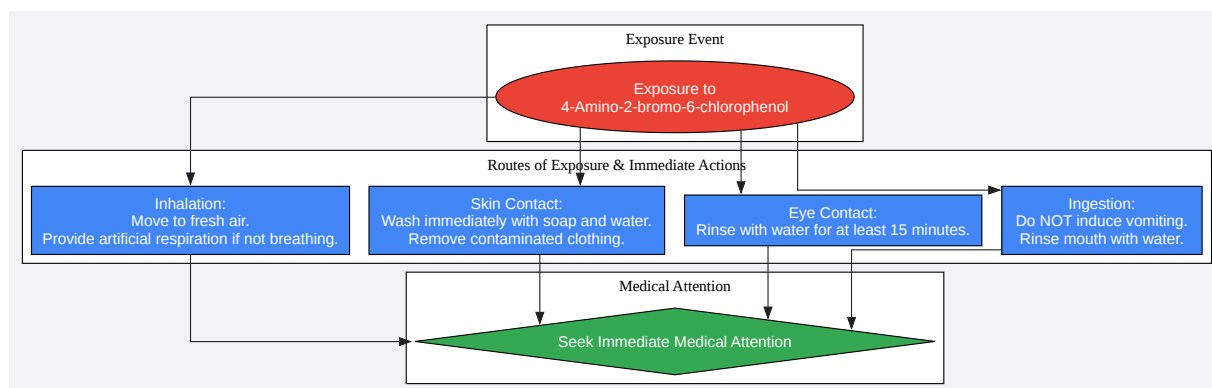 Exposure Event
Exposure to
4-Amino-2-bromo-6-chlorophenol
Routes of Exposure & Immediate Actions
Inhalation:
Move to fresh air.
Provide artificial respiration if not breathing.
Skin Contact:
Wash immediately with soap and water.
Remove contaminated clothing.
Eye Contact:
Rinse with water for at least 15 minutes.
Ingestion:
Do NOT induce vomiting.
Rinse mouth with water.
Medical Attention
Seek Immediate Medical Attention